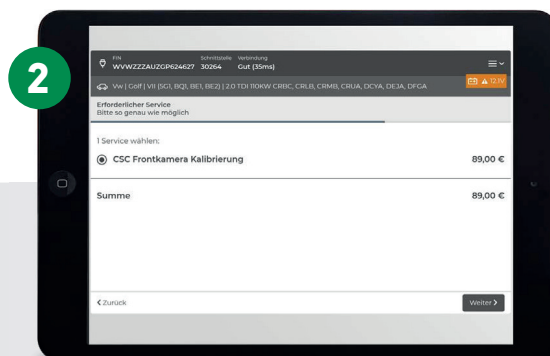 2
FIN Schnittstelle Verbindung
WVWZZZAUZGP624627 30264 Gut (35ms)
12.1V
Vw | Golf | VII (5G1, BQ1, BE1, BE2) | 2.0 TDI 110KW CRBC, CRLB, CRMB, CRUA, DCYA, DEJA, DFGA
Erforderlicher Service
Bitte so genau wie möglich
1 Service wählen:
CSC Frontkamera Kalibrierung 89,00 €
Summe 89,00 €
Zurück Weiter